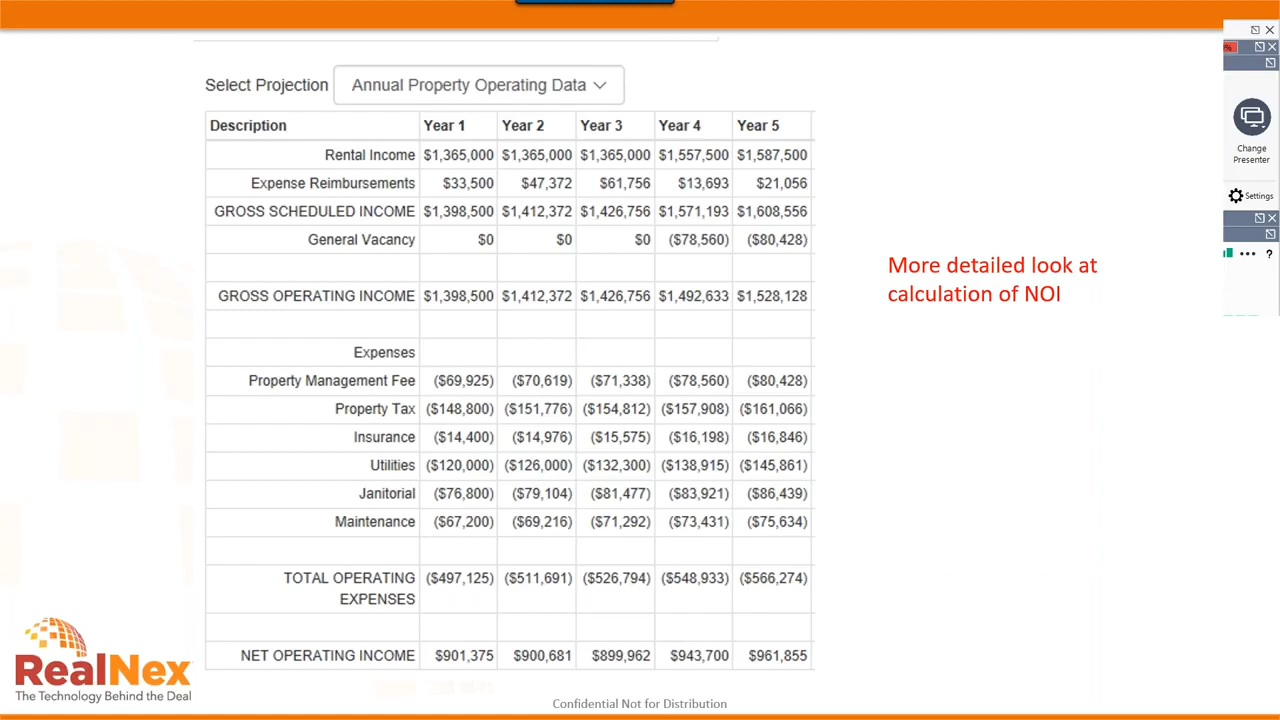 Select Projection Annual Property Operating Data
Description Year 1 Year 2 Year 3 Year 4 Year 5
Rental Income $1,365,000 $1,365,000 $1,365,000 $1,557,500 $1,587,500
Expense Reimbursements $33,500 $47,372 $61,756 $13,693 $21,056
GROSS SCHEDULED INCOME $1,398,500 $1,412,372 $1,426,756 $1,571,193 $1,608,556
General Vacancy $0 $0 $0 ($78,560) ($80,428)
GROSS OPERATING INCOME $1,398,500 $1,412,372 $1,426,756 $1,492,633 $1,528,128
Expenses
Property Management Fee ($69,925) ($70,619) ($71,338) ($78,560) ($80,428)
Property Tax ($148,800) ($151,776) ($154,812) ($157,908) ($161,066)
Insurance ($14,400) ($14,976) ($15,575) ($16,198) ($16,846)
Utilities ($120,000) ($126,000) ($132,300) ($138,915) ($145,861)
Janitorial ($76,800) ($79,104) ($81,477) ($83,921) ($86,439)
Maintenance ($67,200) ($69,216) ($71,292) ($73,431) ($75,634)
TOTAL OPERATING ($497,125) ($511,691) ($526,794) ($548,933) ($566,274)
EXPENSES
NET OPERATING INCOME $901,375 $900,681 $899,962 $943,700 $961,855
More detailed look at
calculation of NOI
%
Change
Presenter
Settings
?
RealNex
The Technology Behind the Deal
Confidential Not for Distribution